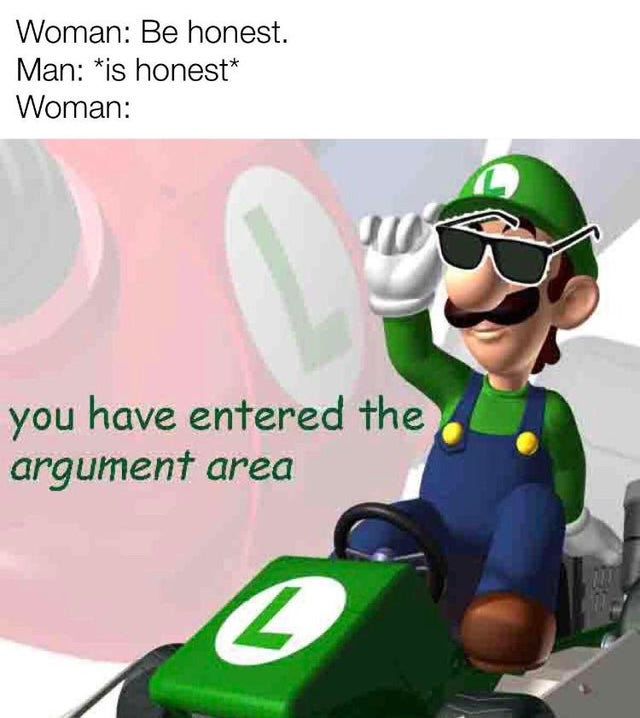 Woman: Be honest.
Man: *is honest*
Woman:
L
L
you have entered the
argument area
L